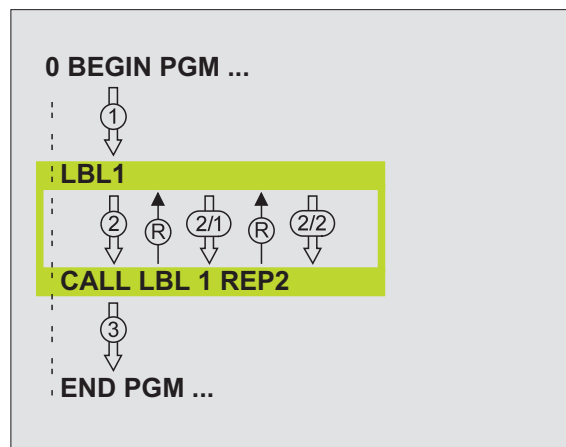 0 BEGIN PGM ...
1
LBL1
2 R 2/1 R 2/2
CALL LBL 1 REP2
3
END PGM ...